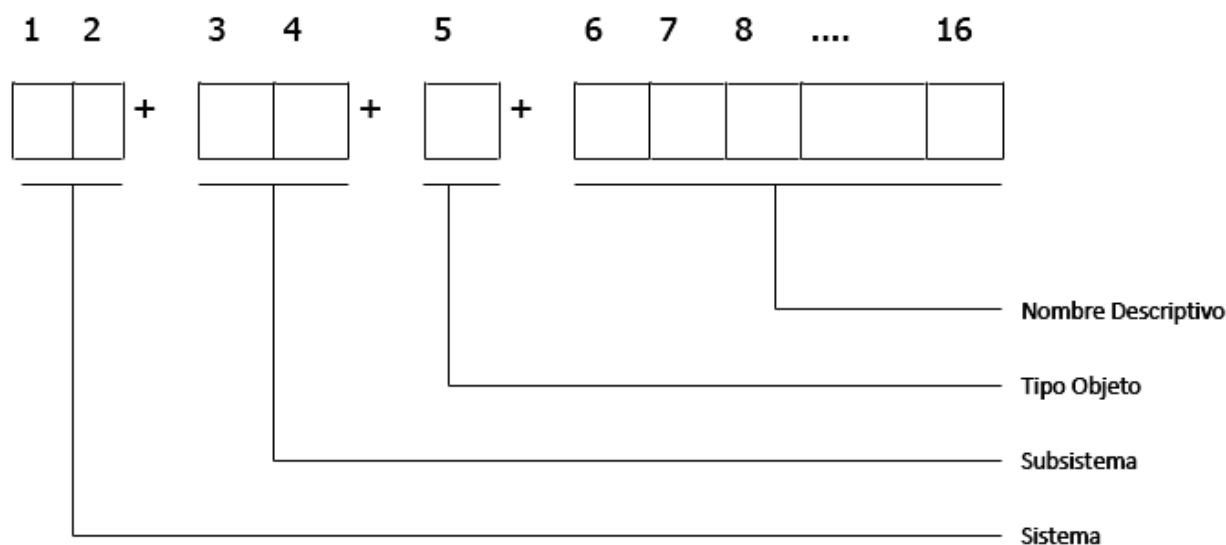 1 2 3 4 5 6 7 8 .... 16
+ + +
Nombre Descriptivo
Tipo Objeto
Subsistema
Sistema